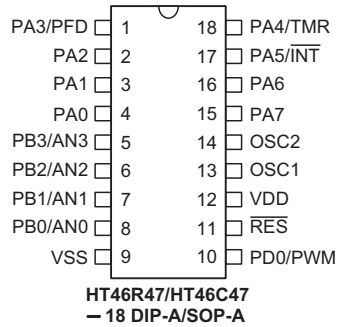 PA3/PFD 1 18 PA4/TMR
PA2 2 17 PA5/INT
PA1 3 16 PA6
PA0 4 15 PA7
PB3/AN3 5 14 OSC2
PB2/AN2 6 13 OSC1
PB1/AN1 7 12 VDD
PB0/AN0 8 11 RES
VSS 9 10 PD0/PWM
HT46R47/HT46C47
– 18 DIP-A/SOP-A